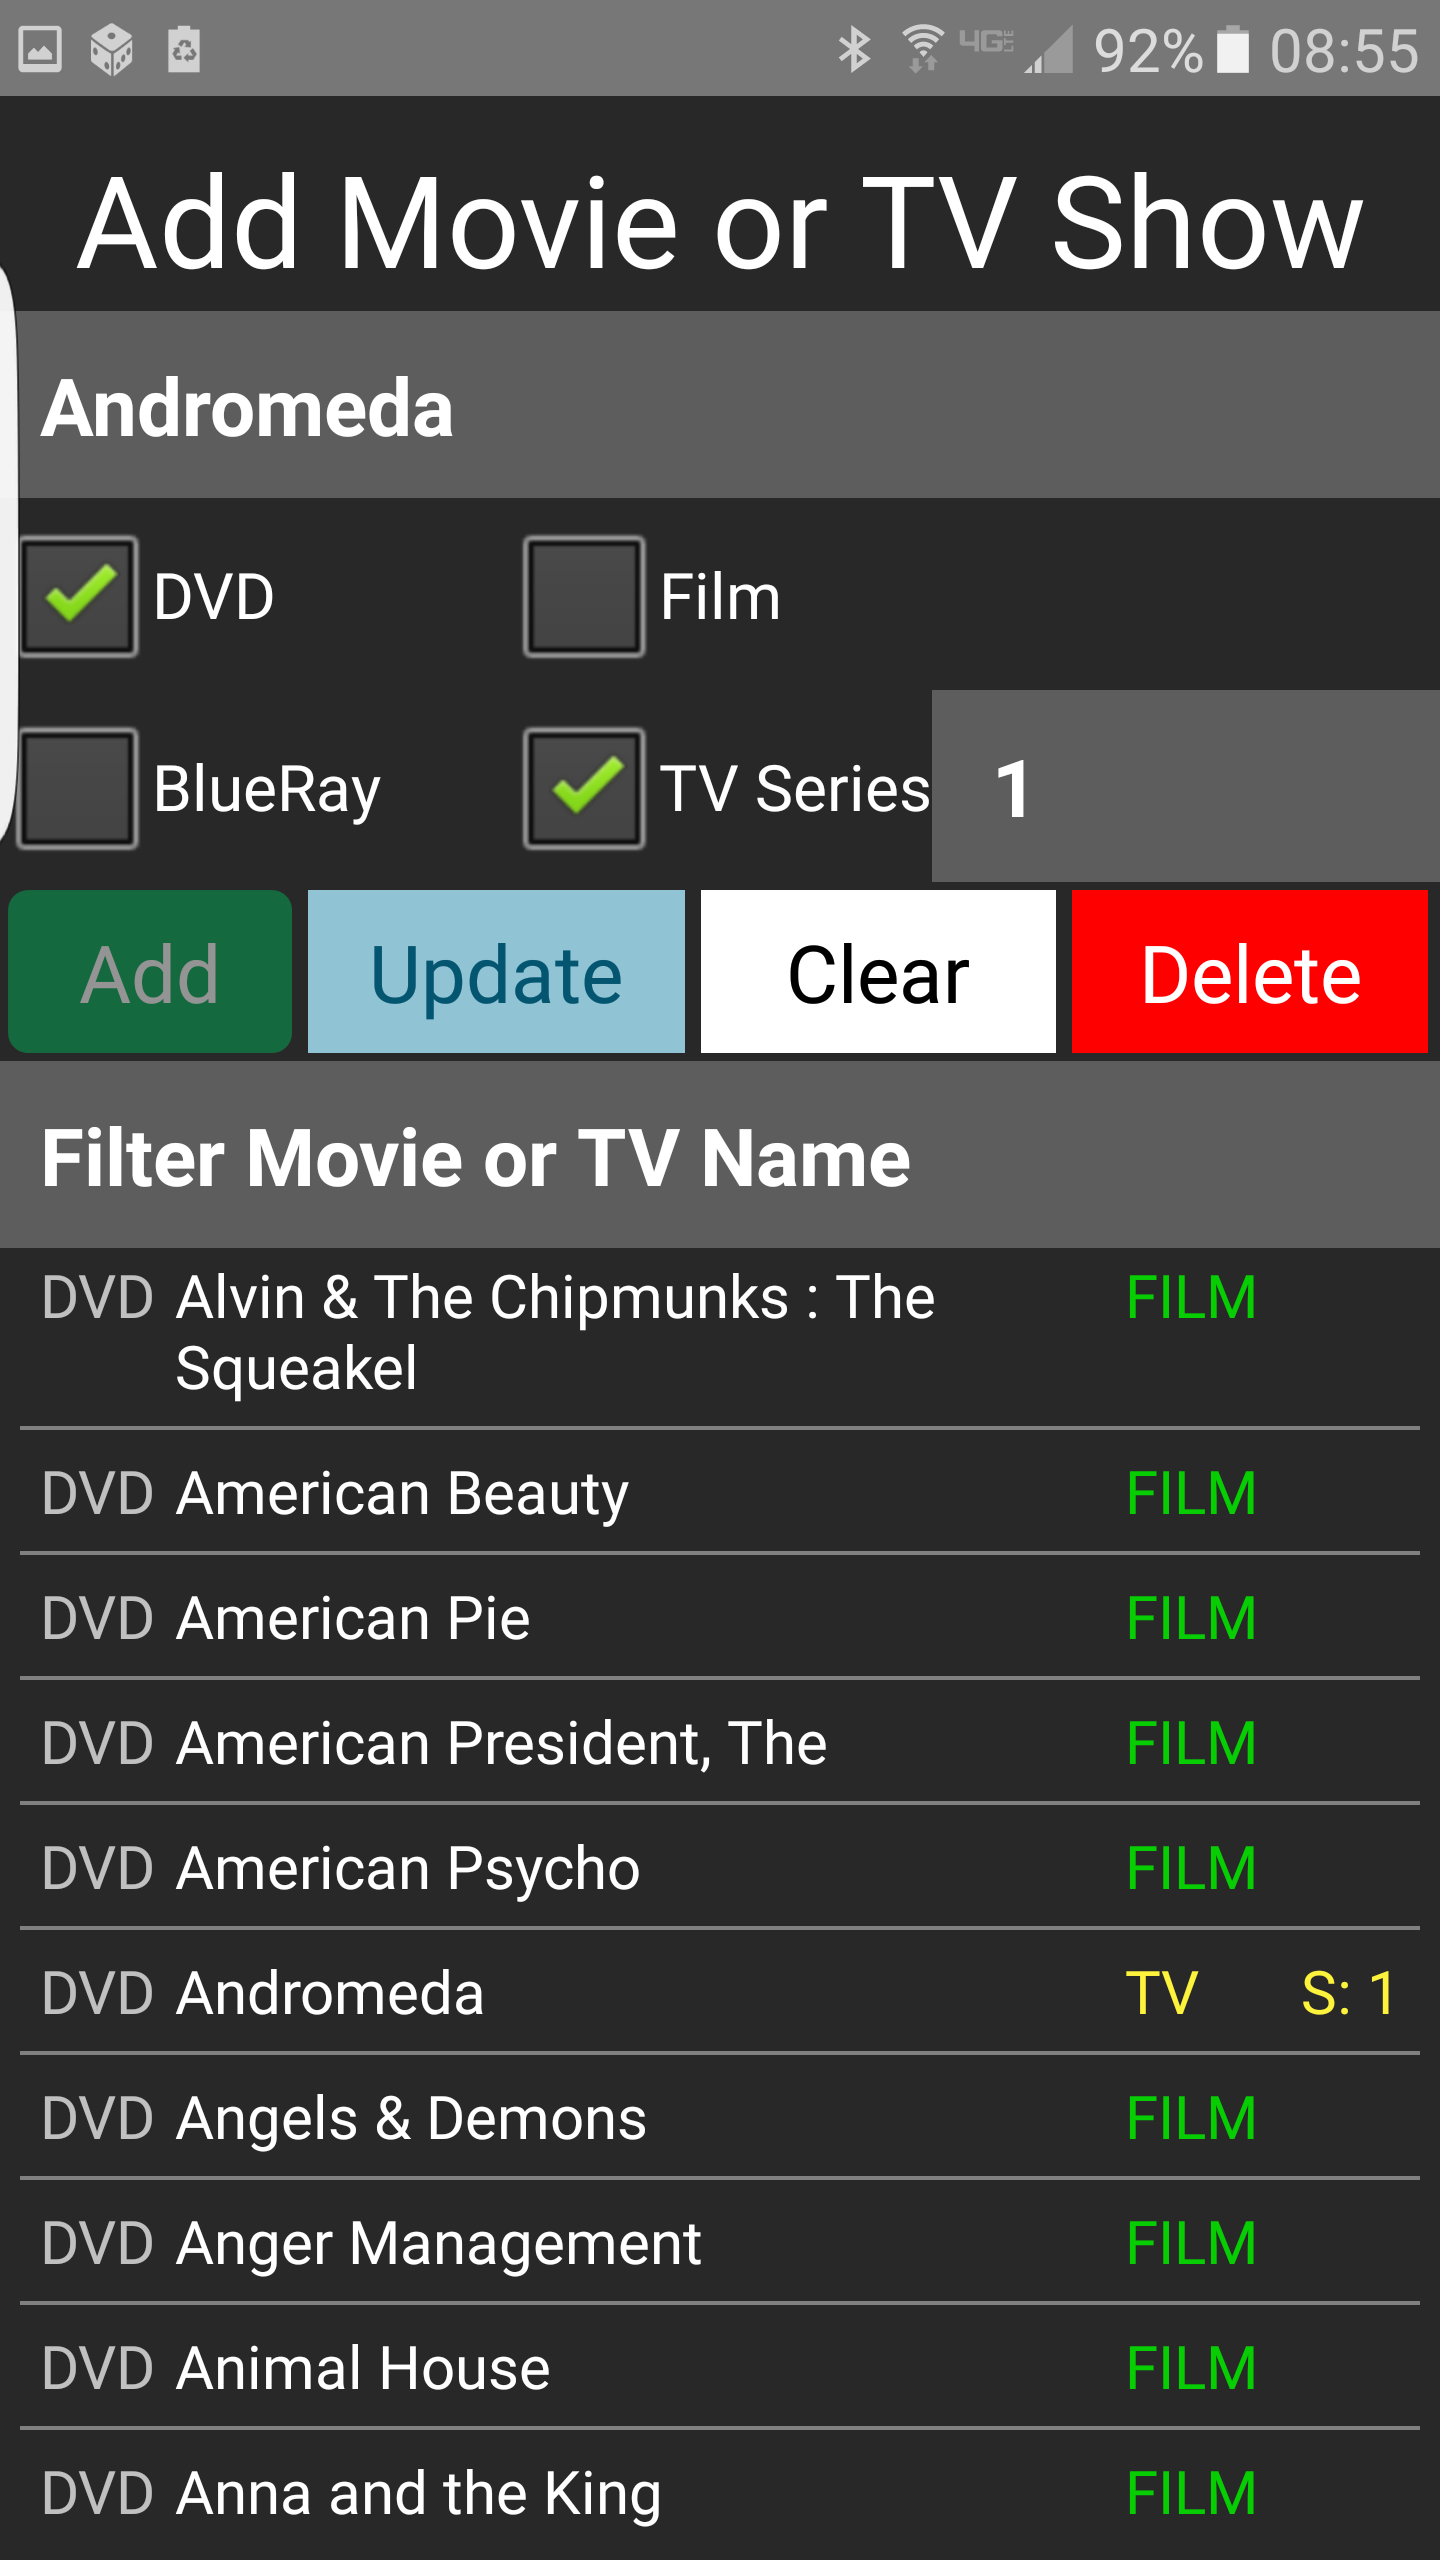 4G LTE 92% 08:55
Add Movie or TV Show
Andromeda
DVD Film
BlueRay TV Series 1
Add Update Clear Delete
Filter Movie or TV Name
DVD Alvin & The Chipmunks : The FILM
Squeakel
DVD American Beauty FILM
DVD American Pie FILM
DVD American President, The FILM
DVD American Psycho FILM
DVD Andromeda TV S: 1
DVD Angels & Demons FILM
DVD Anger Management FILM
DVD Animal House FILM
DVD Anna and the King FILM